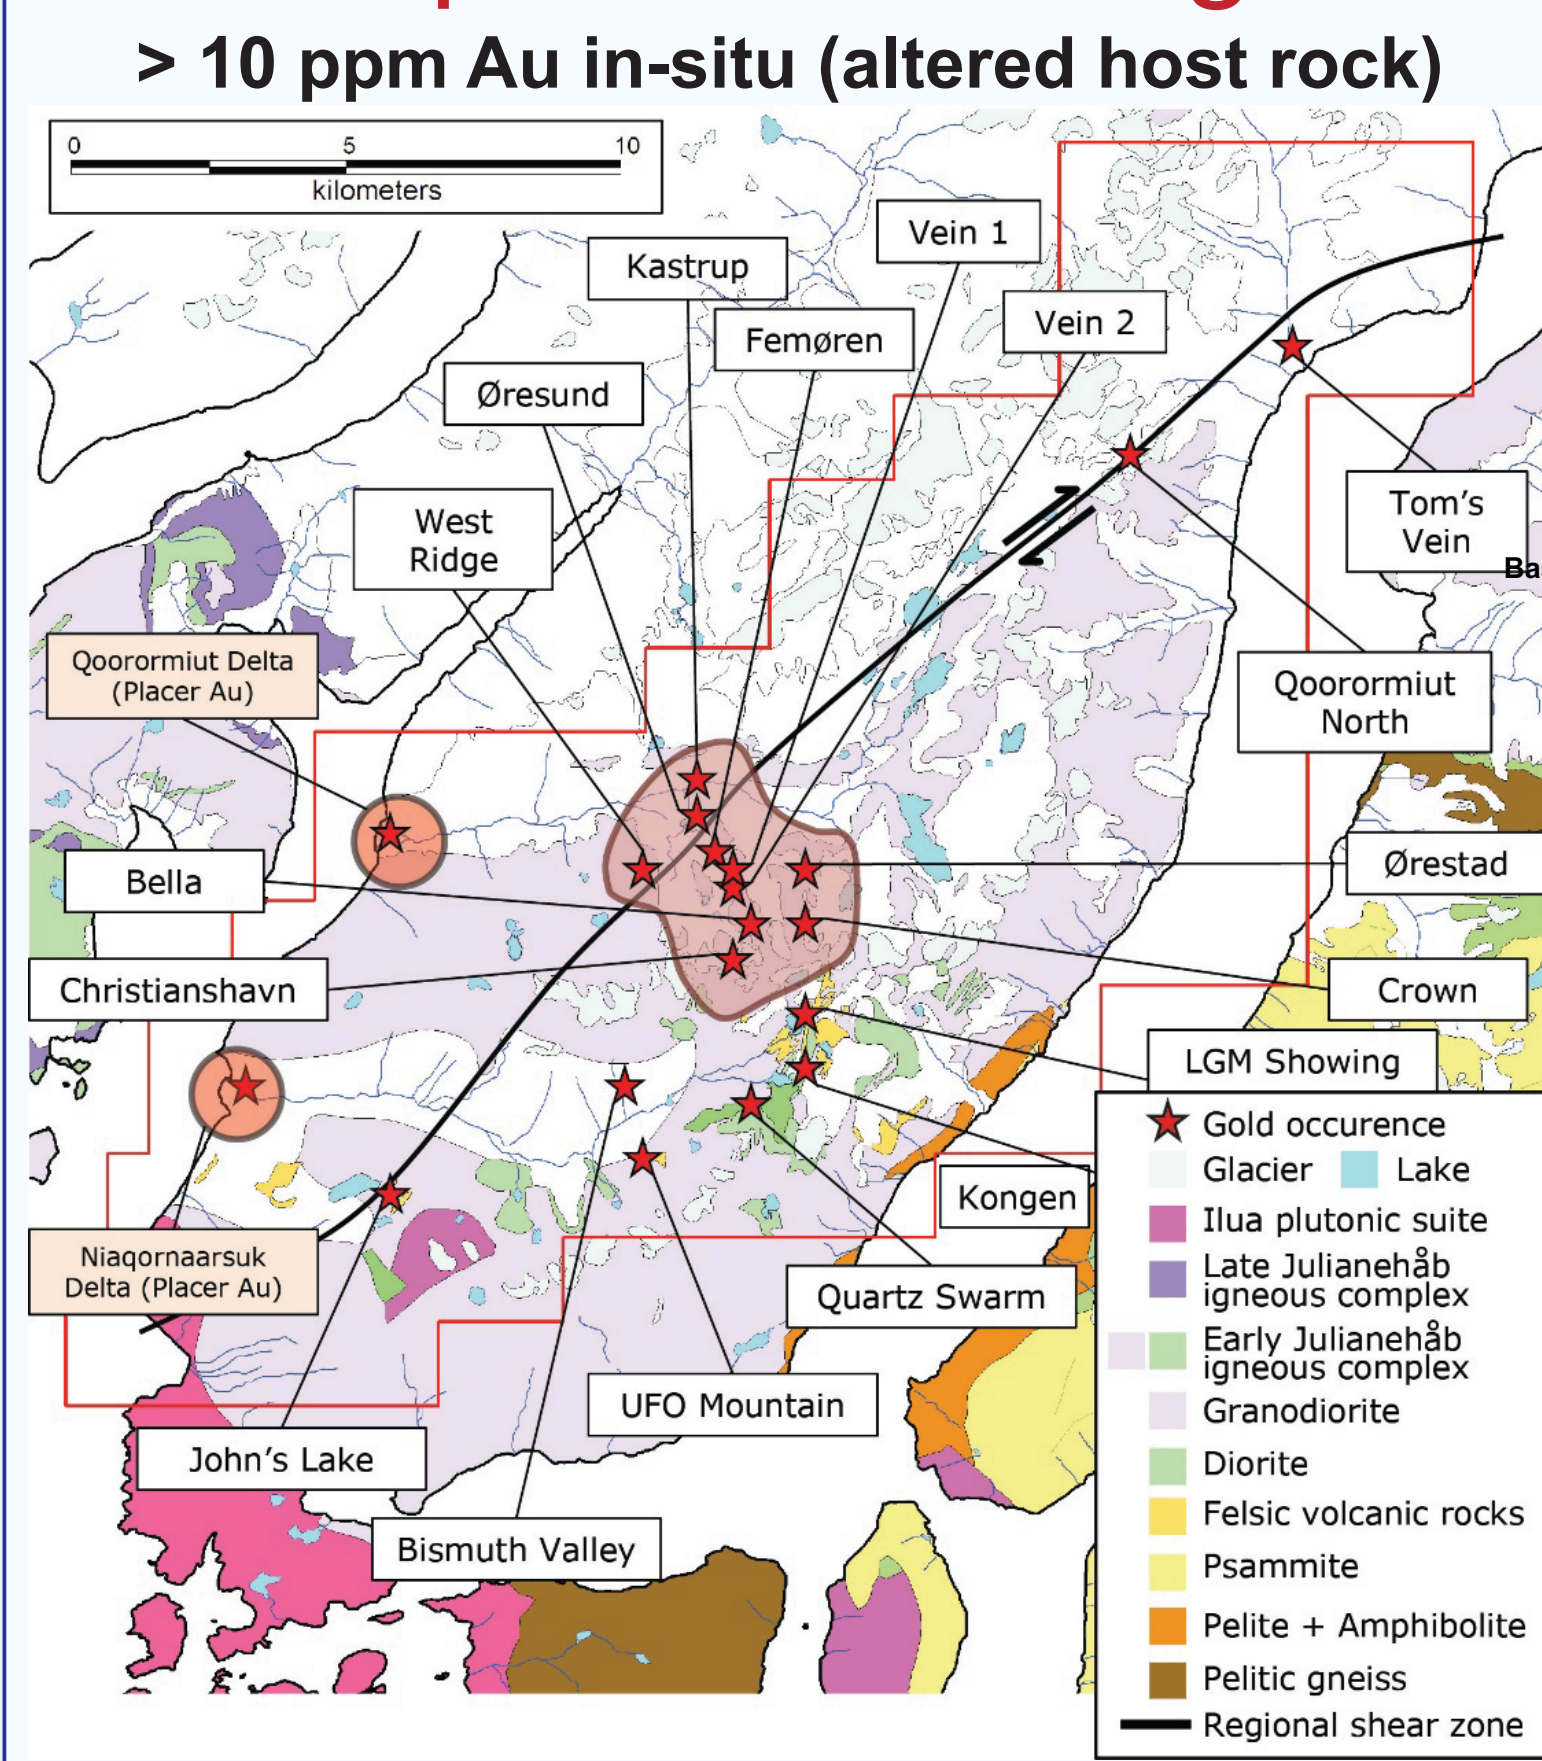 > 10 ppm Au in-situ (altered host rock)
0 5 10
kilometers
Vein 1
Kastrup
Vein 2
Femøren
Øresund
West
Ridge
Tom's
Vein
Ba
Qoorormiut Delta
(Placer Au)
Qoorormiut
North
Bella
Ørestad
Christianshavn
Crown
LGM Showing
Kongen
Niaqornaarsuk
Delta (Placer Au)
Quartz Swarm
UFO Mountain
John's Lake
Bismuth Valley
Gold occurence
Glacier Lake
Ilua plutonic suite
Late Julianehåb
igneous complex
Early Julianehåb
igneous complex
Granodiorite
Diorite
Felsic volcanic rocks
Psammite
Pelite + Amphibolite
Pelitic gneiss
Regional shear zone